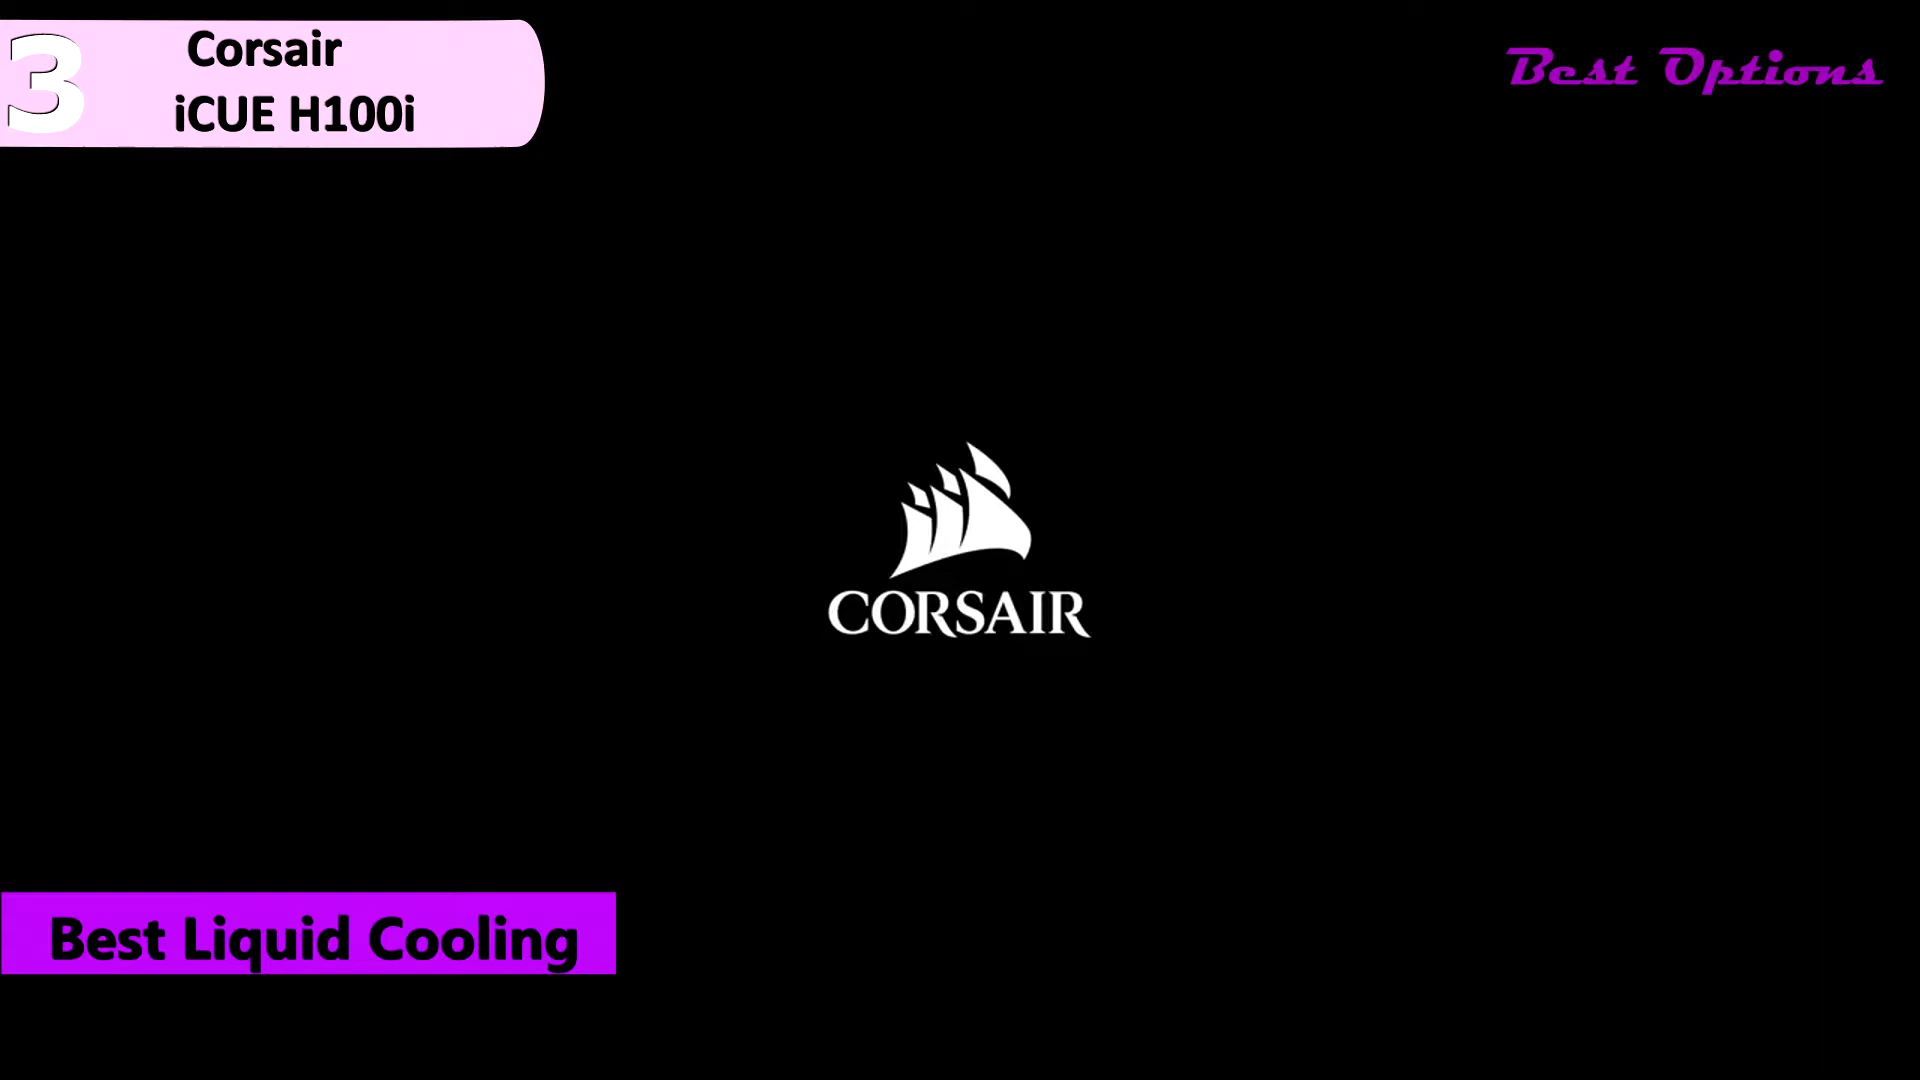 3
Corsair
iCUE H100i
Best Options
CORSAIR
Best Liquid Cooling